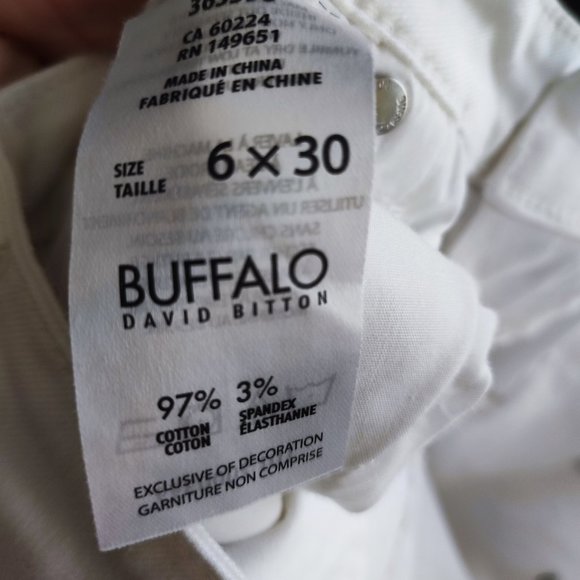 CA 60224
RN 149651
MADE IN CHINA
FABRIQUÉ EN CHINE
SIZE
TAILLE
6 X 30
BUFFALO
DAVID BITTON
97%
COTTON
COTON
3%
SPANDEX
ÉLASTHANNE
EXCLUSIVE OF DECORATION
GARNITURE NON COMPRISE